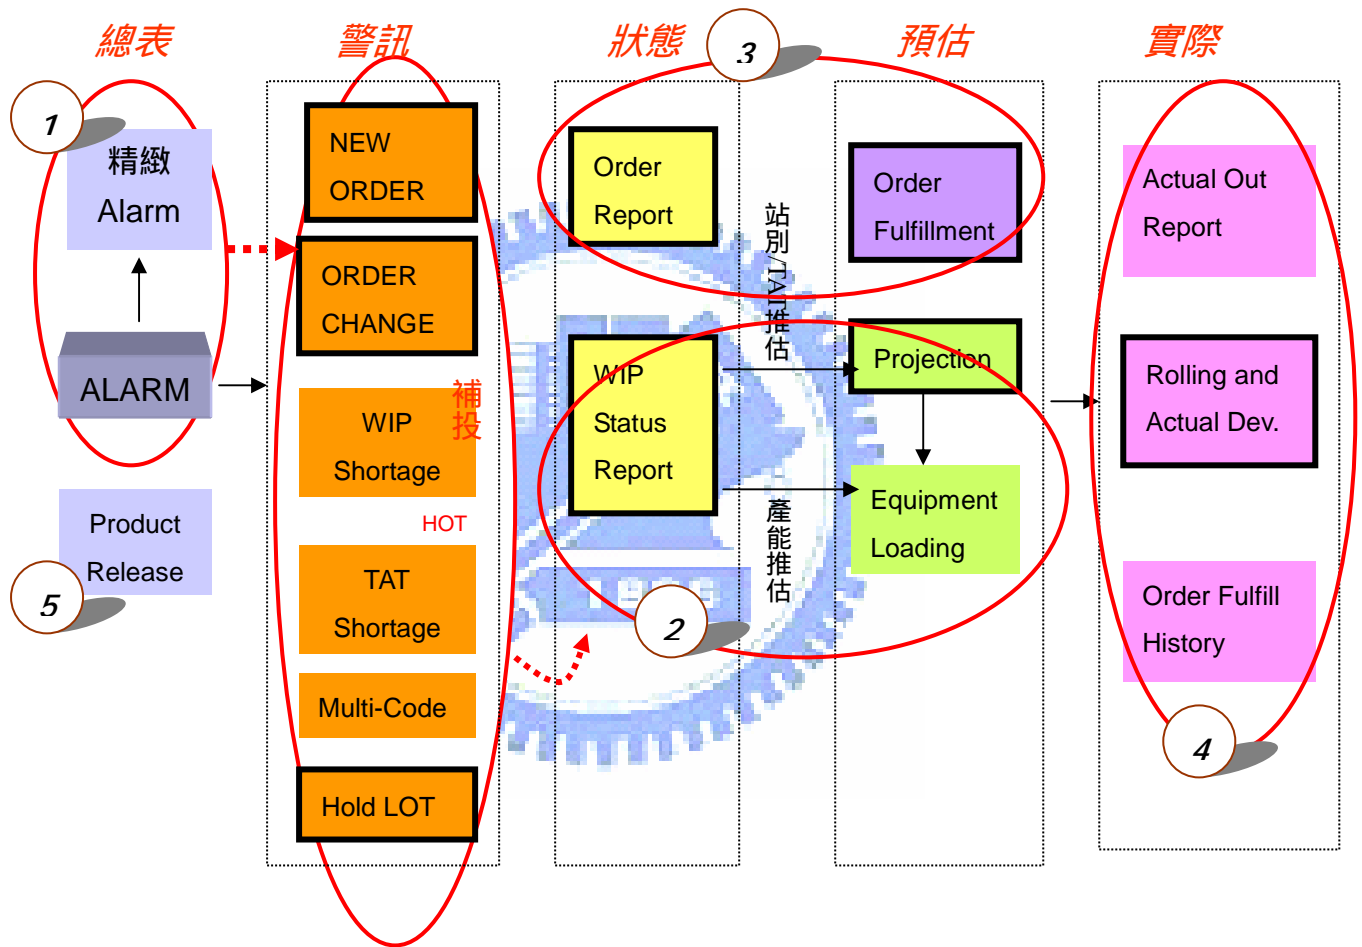 總表
警訊
狀態
預估
實際
1
精緻
Alarm
ALARM
Product
Release
5
NEW
ORDER
ORDER
CHANGE
WIP
Shortage
補投
HOT
TAT
Shortage
Multi-Code
Hold LOT
3
Order
Report
WIP
Status
Report
2
站別/TAT推估
產能推估
Order
Fulfillment
Projection
Equipment
Loading
Actual Out
Report
Rolling and
Actual Dev.
Order Fulfill
History
4